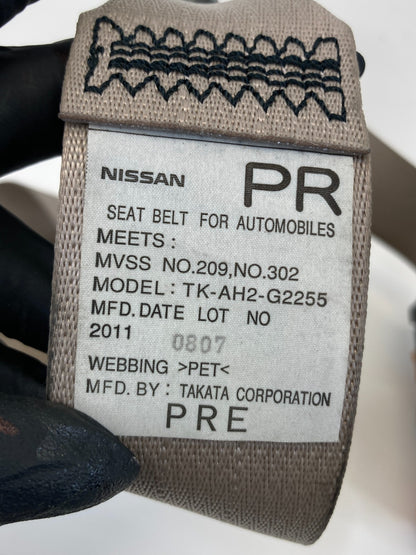 NISSAN PR
SEAT BELT FOR AUTOMOBILES
MEETS:
MVSS NO.209,NO.302
MODEL: TK-AH2-G2255
MFD.DATE LOT NO
2011 0807
WEBBING >PET<
MFD. BY: TAKATA CORPORATION
PRE